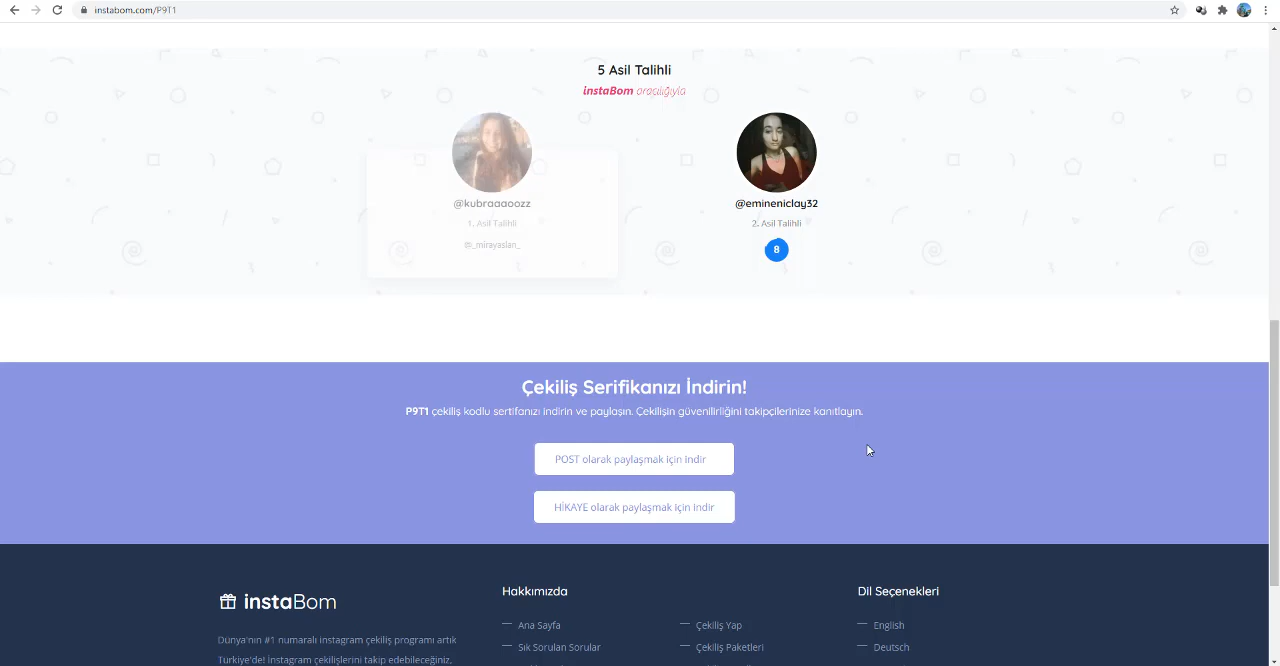 instabom.com/P9T1
5 Asil Talihli
instaBom aracılığıyla
@kubraaaoozz
1. Asil Talihli
@_mirayaslan_
@emineniclay32
2. Asil Talihli
8
Çekiliş Serifikanızı İndirin!
P9T1 çekiliş kodlu sertifanızı indirin ve paylaşın. Çekilişin güvenilirliğini takipçilerinize kanıtlayın.
POST olarak paylaşmak için indir
HİKAYE olarak paylaşmak için indir
instaBom
Dünya'nın #1 numaralı instagram çekiliş programı artık
Türkiye'de! İnstagram çekilişlerini takip edebileceğiniz,
Hakkımızda
Ana Sayfa
Sık Sorulan Sorular
Çekiliş Yap
Çekiliş Paketleri
Dil Seçenekleri
English
Deutsch